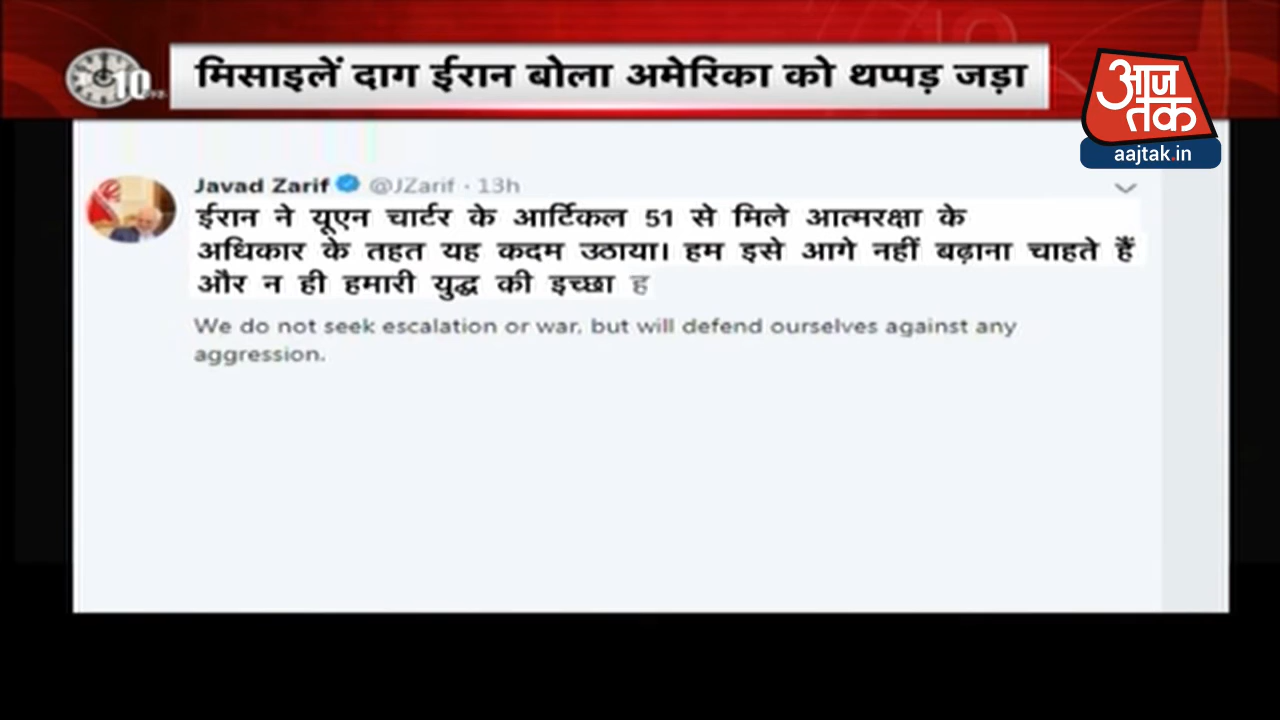 मिसाइलें दाग ईरान बोला अमेरिका को थप्पड़ जड़ा
10
आज
तक
aajtak.in
Javad Zarif @JZarif · 13h
ईरान ने यूएन चार्टर के आर्टिकल 51 से मिले आत्मरक्षा के
अधिकार के तहत यह कदम उठाया। हम इसे आगे नहीं बढ़ाना चाहते हैं
और न ही हमारी युद्ध की इच्छा ह
We do not seek escalation or war, but will defend ourselves against any
aggression.